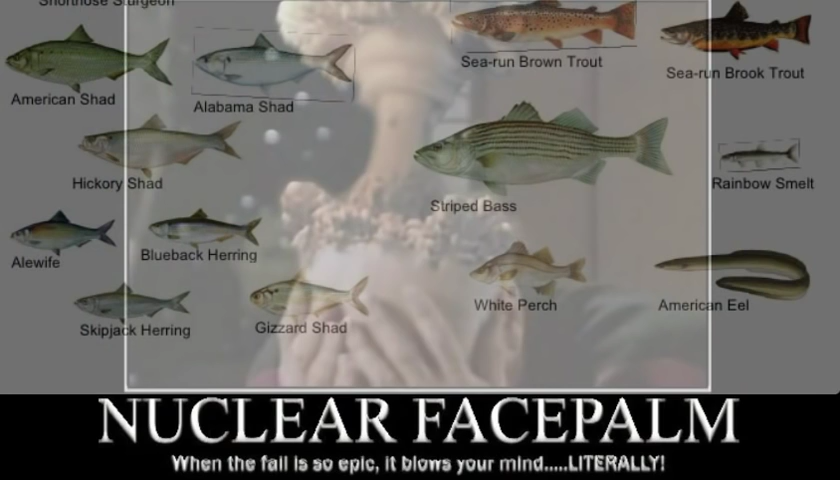 Shortnose Sturgeon
American Shad
Alabama Shad
Sea-run Brown Trout
Sea-run Brook Trout
Hickory Shad
Striped Bass
Rainbow Smelt
Alewife
Blueback Herring
Skipjack Herring
Gizzard Shad
White Perch
American Eel
NUCLEAR FACEPALM
When the fail is so epic, it blows your mind.....LITERALLY!